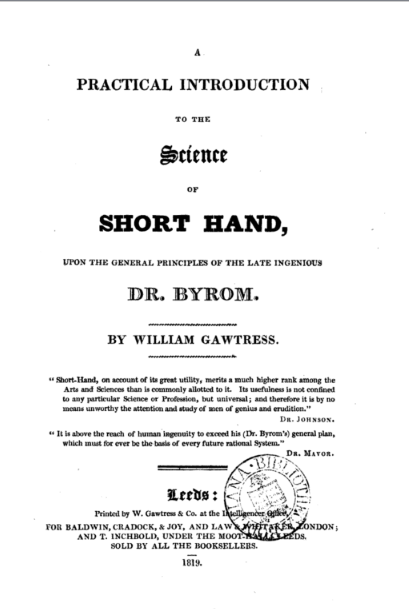 A
PRACTICAL INTRODUCTION
TO THE
Science
OF
SHORT HAND,
UPON THE GENERAL PRINCIPLES OF THE LATE INGENIOUS
DR. BYROM.
BY WILLIAM GAWTRESS.
" Short-Hand, on account of its great utility, merits a much higher rank among the
Arts and Sciences than is commonly allotted to it. Its usefulness is not confined
to any particular Science or Profession, but universal; and therefore it is by no
means unworthy the attention and study of men of genius and erudition."
DR. JOHNSON.
" It is above the reach of human ingenuity to exceed his (Dr. Byrom's) general plan,
which must for ever be the basis of every future rational System."
DR. MAVOR.
Leeds:
Printed by W. Gawtress & Co. at the Intelligencer Office,
FOR BALDWIN, CRADOCK, & JOY, AND LAW & WHITAKER, LONDON;
AND T. INCHBOLD, UNDER THE MOOT-HALL, LEEDS.
SOLD BY ALL THE BOOKSELLERS.
1819.